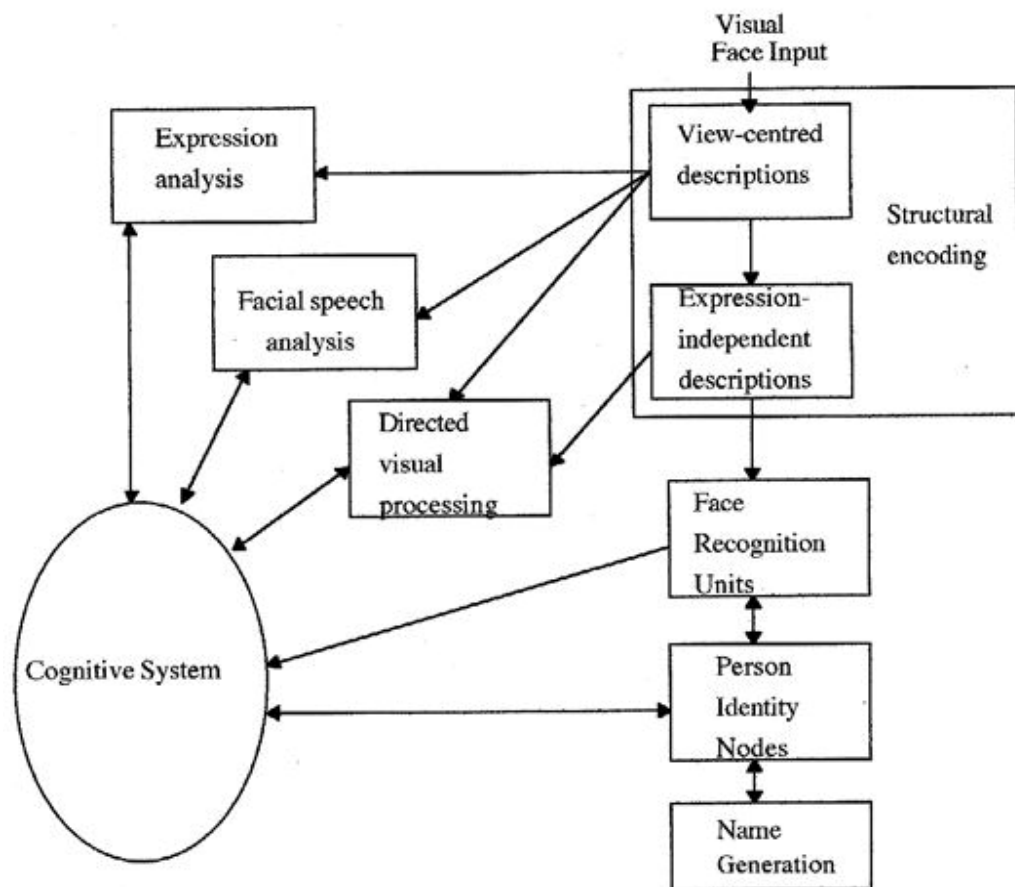 Visual
Face Input
View-centred
descriptions
Structural
encoding
Expression-
independent
descriptions
Expression
analysis
Facial speech
analysis
Directed
visual
processing
Face
Recognition
Units
Cognitive System
Person
Identity
Nodes
Name
Generation